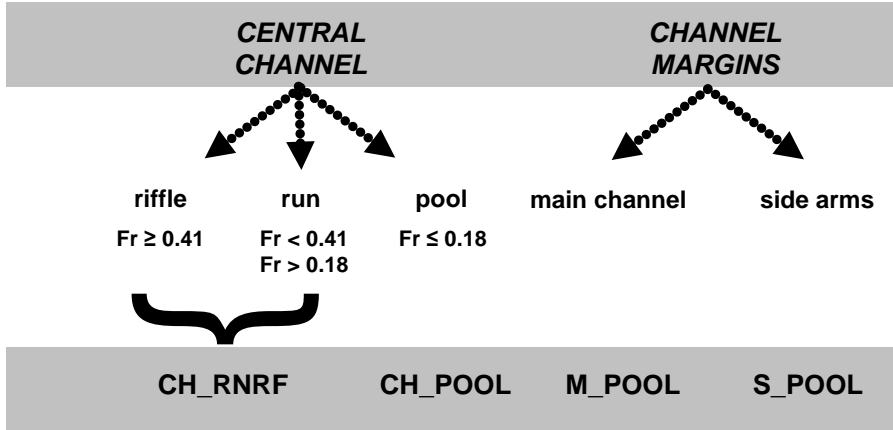 CENTRAL
CHANNEL
CHANNEL
MARGINS
riffle run pool main channel side arms
Fr ≥ 0.41 Fr < 0.41 Fr ≤ 0.18
Fr > 0.18
CH_RNRF CH_POOL M_POOL S_POOL